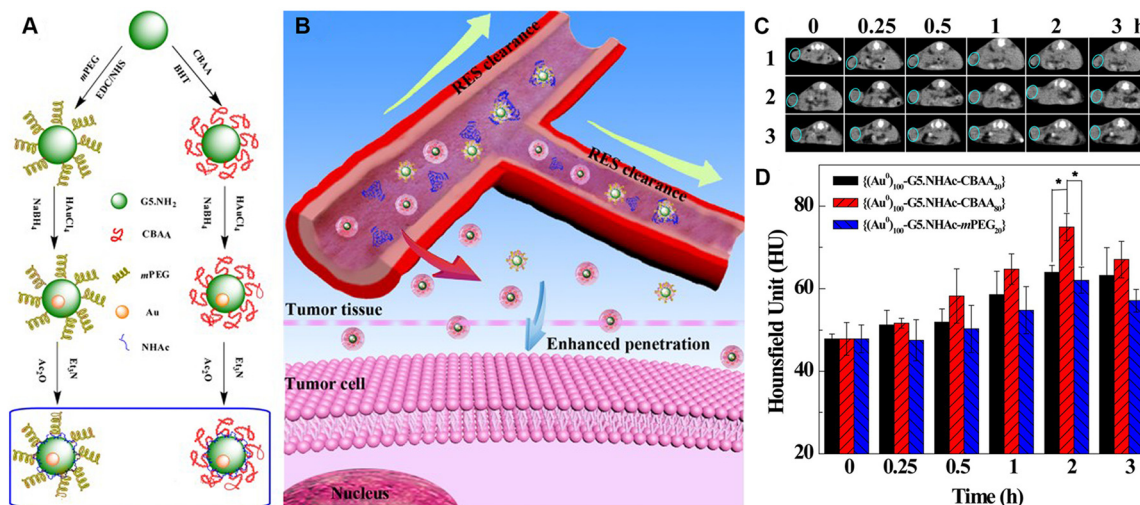 A
mPEG
EDC/NHS
CBAA
BHT
NaBH₄
HAuCl₄
NaBH₄
HAuCl₄
G5.NH₂
CBAA
mPEG
Au
NHAc
Ac₂O
Et₃N
Ac₂O
Et₃N
B
RES clearance
RES clearance
Tumor tissue
Enhanced penetration
Tumor cell
Nucleus
C
0 0.25 0.5 1 2 3 h
1
2
3
D
{(Au⁰)₁₀₀-G5.NHAc-CBAA₂₀}
{(Au⁰)₁₀₀-G5.NHAc-CBAA₈₀}
{(Au⁰)₁₀₀-G5.NHAc-mPEG₂₀}
* *
Hounsfield Unit (HU)
80
60
40
20
0 0.25 0.5 1 2 3
Time (h)